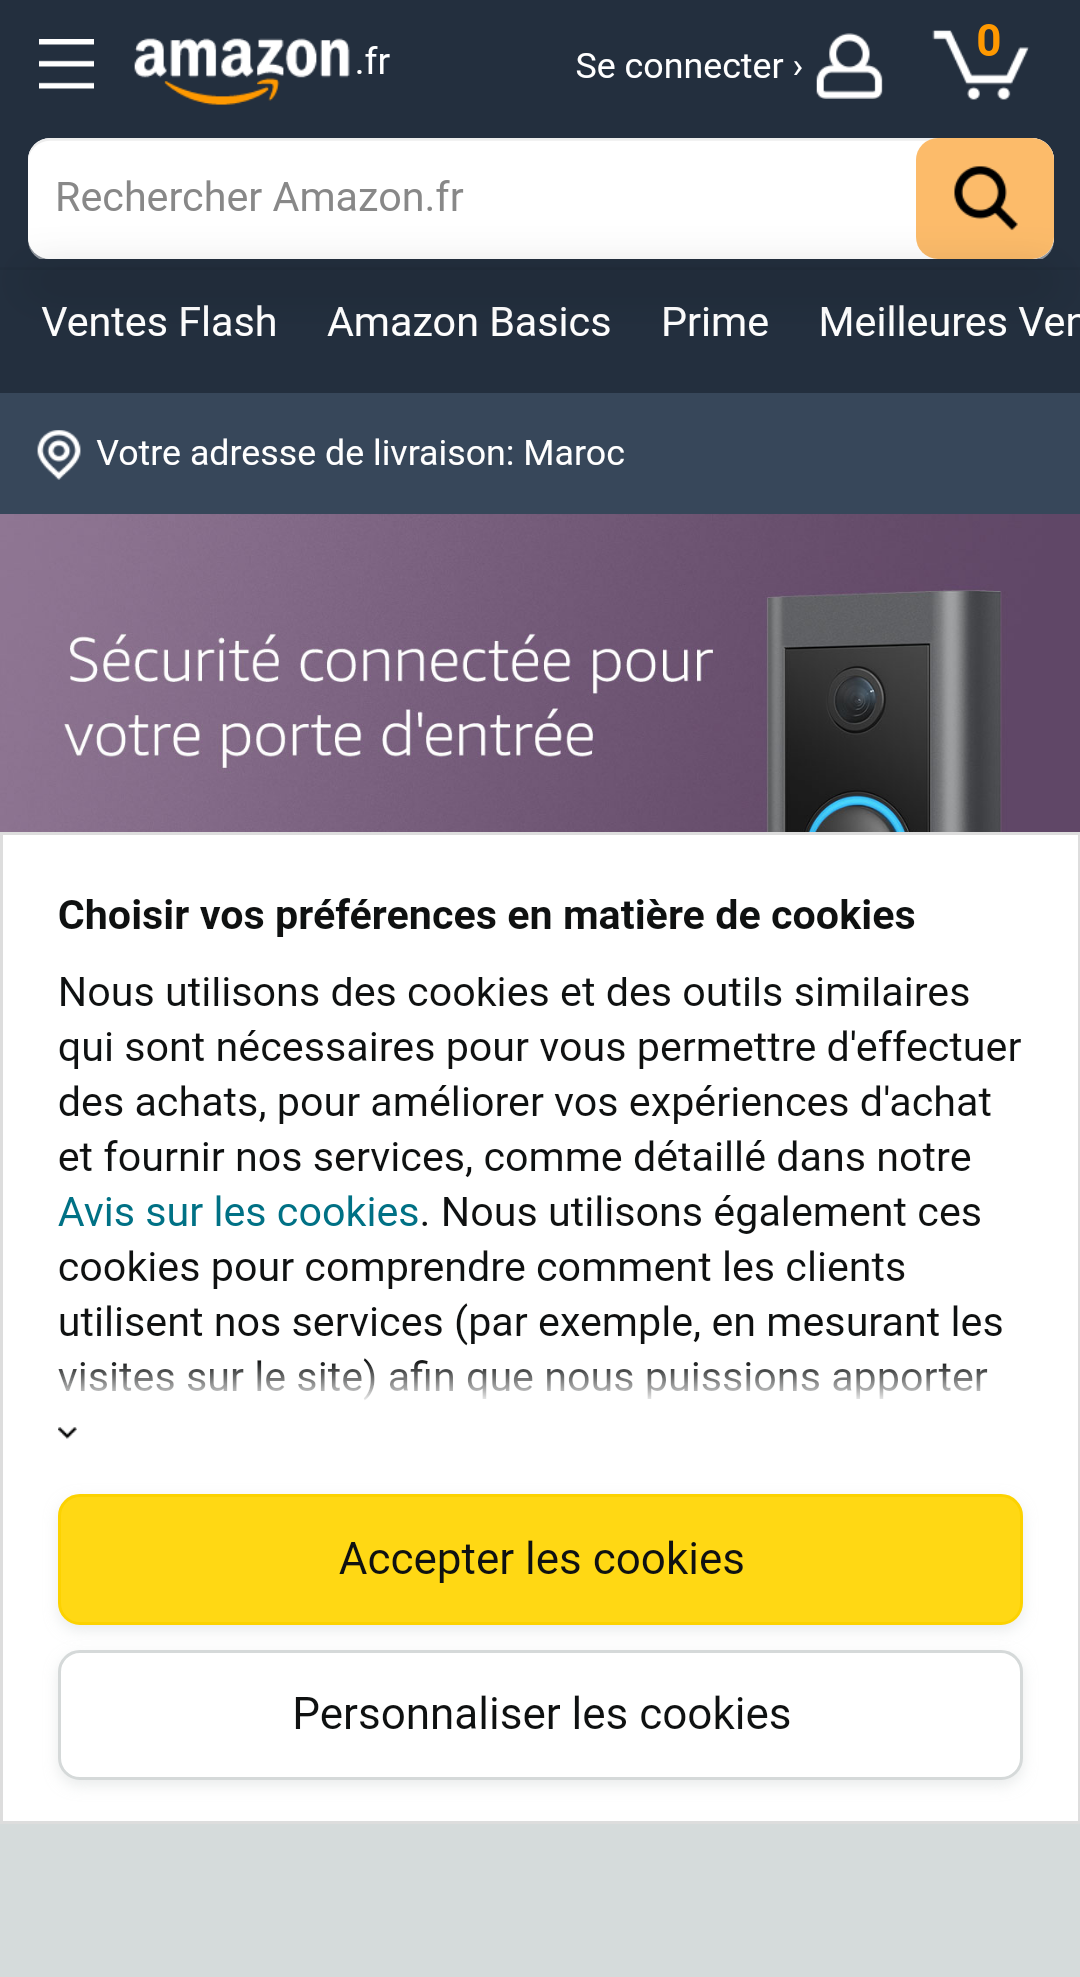 amazon.fr
Se connecter ›
0
Rechercher Amazon.fr
Ventes Flash Amazon Basics Prime Meilleures Ven
Votre adresse de livraison: Maroc
Sécurité connectée pour
votre porte d'entrée
Choisir vos préférences en matière de cookies
Nous utilisons des cookies et des outils similaires
qui sont nécessaires pour vous permettre d'effectuer
des achats, pour améliorer vos expériences d'achat
et fournir nos services, comme détaillé dans notre
Avis sur les cookies. Nous utilisons également ces
cookies pour comprendre comment les clients
utilisent nos services (par exemple, en mesurant les
visites sur le site) afin que nous puissions apporter
Accepter les cookies
Personnaliser les cookies